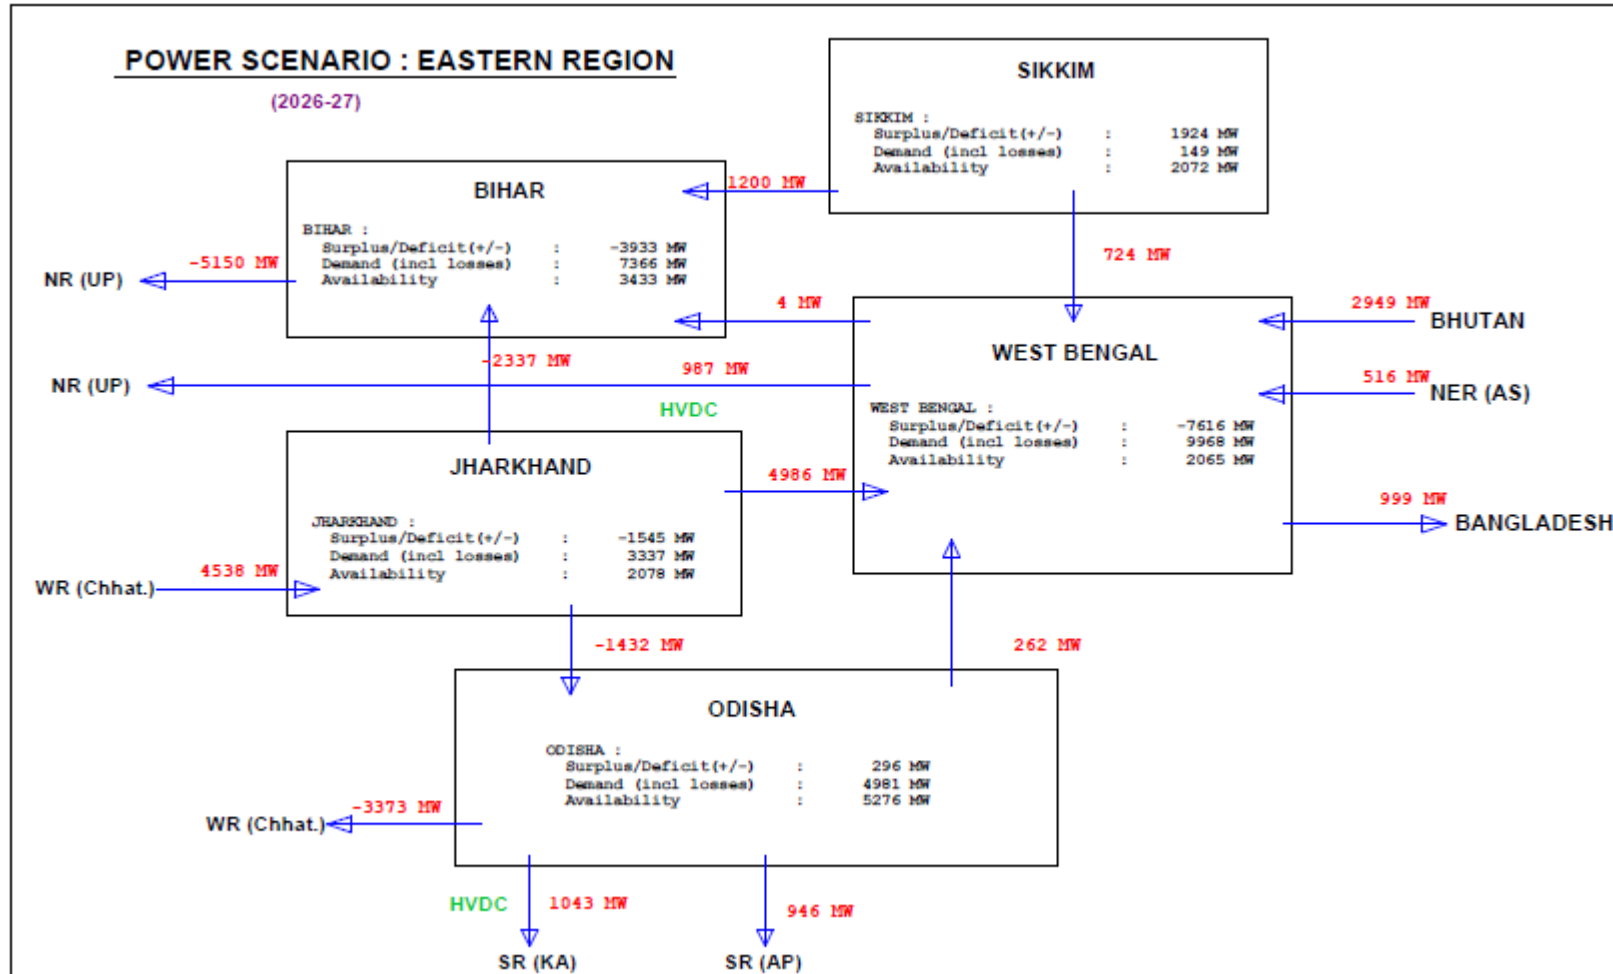 POWER SCENARIO : EASTERN REGION
(2026-27)
SIKKIM
SIKKIM :
Surplus/Deficit(+/-) : 1924 MW
Demand (incl losses) : 149 MW
Availability : 2072 MW
1200 MW
724 MW
BIHAR
BIHAR :
Surplus/Deficit(+/-) : -3933 MW
Demand (incl losses) : 7366 MW
Availability : 3433 MW
-5150 MW
NR (UP)
4 MW
2949 MW
BHUTAN
WEST BENGAL
-2337 MW
987 MW
NR (UP)
HVDC
516 MW
NER (AS)
WEST BENGAL :
Surplus/Deficit(+/-) : -7616 MW
Demand (incl losses) : 9968 MW
Availability : 2065 MW
JHARKHAND
4986 MW
999 MW
BANGLADESH
JHARKHAND :
Surplus/Deficit(+/-) : -1545 MW
Demand (incl losses) : 3337 MW
Availability : 2078 MW
4538 MW
WR (Chhat.)
-1432 MW
262 MW
ODISHA
ODISHA :
Surplus/Deficit(+/-) : 296 MW
Demand (incl losses) : 4981 MW
Availability : 5276 MW
-3373 MW
WR (Chhat.)
HVDC
1043 MW
946 MW
SR (KA)
SR (AP)